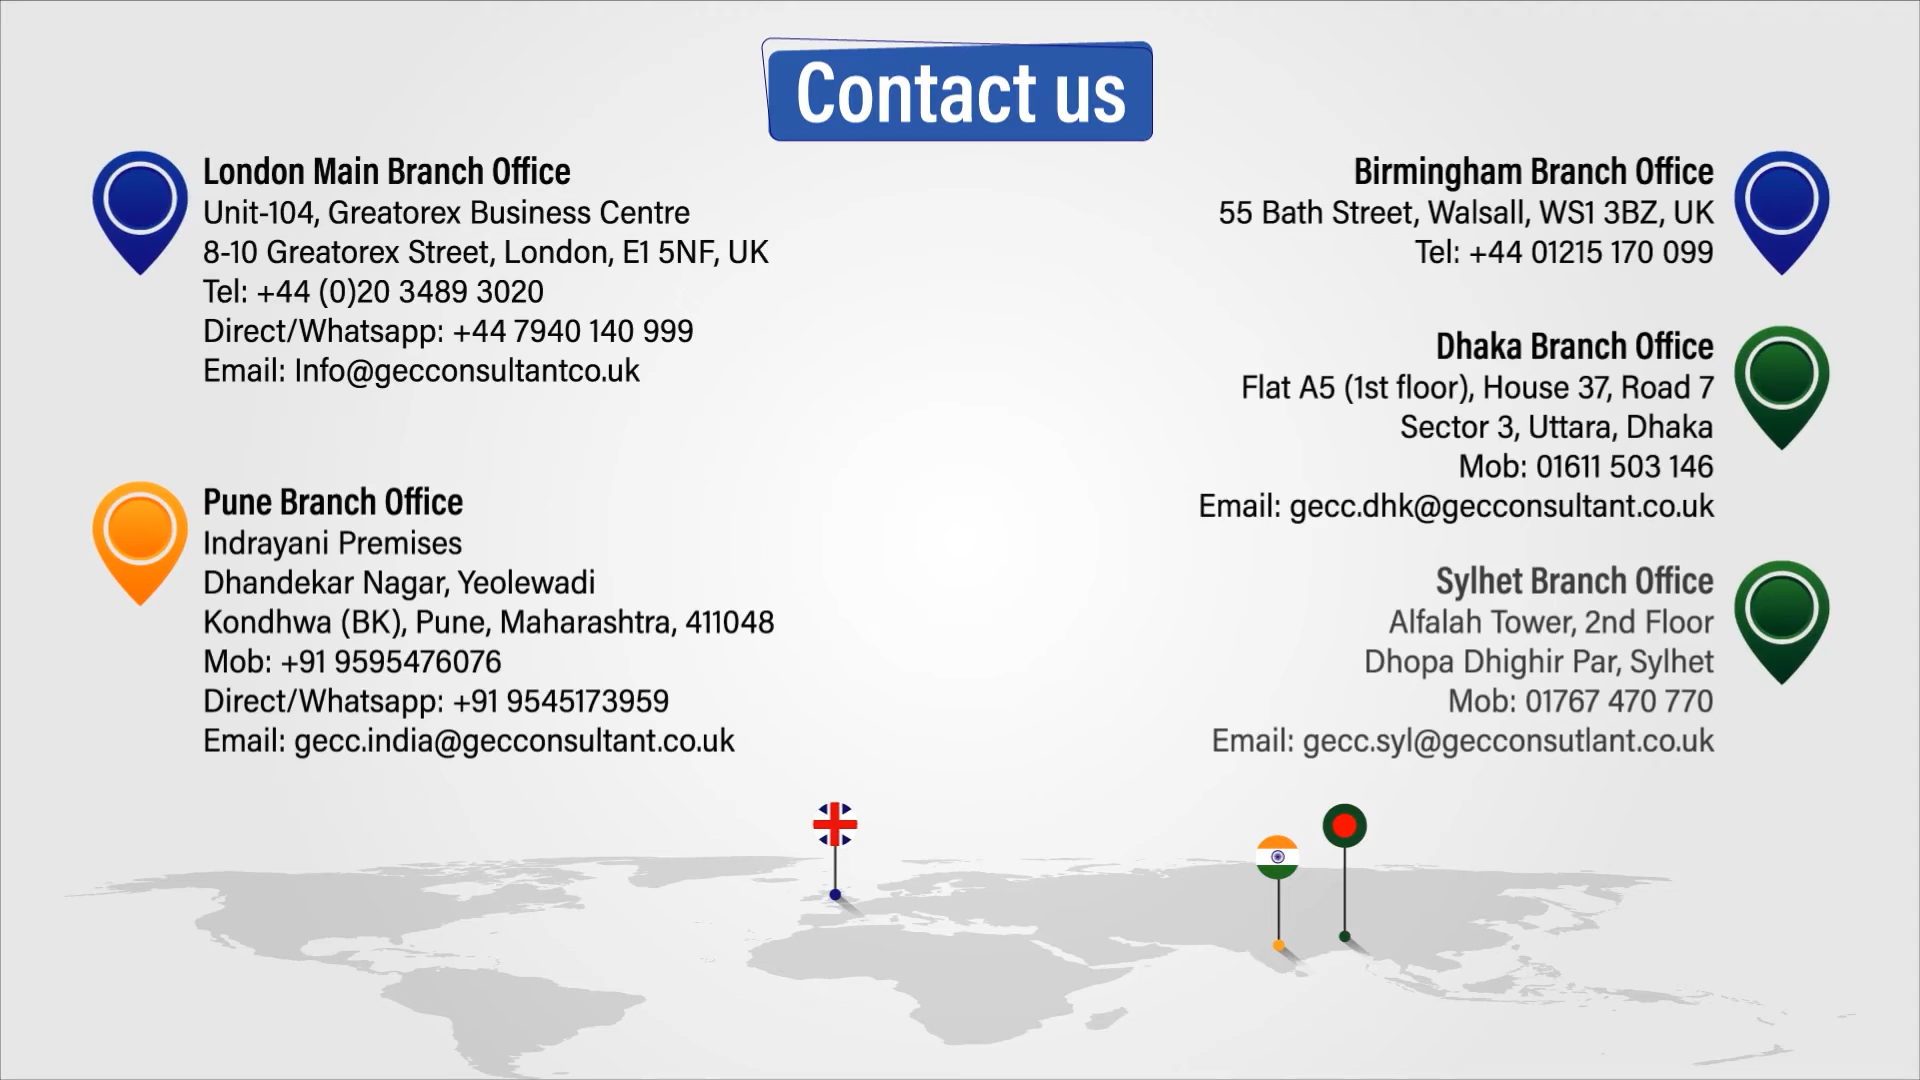 Contact us
London Main Branch Office
Unit-104, Greatorex Business Centre
8-10 Greatorex Street, London, E1 5NF, UK
Tel: +44 (0)20 3489 3020
Direct/Whatsapp: +44 7940 140 999
Email: Info@gecconsultantco.uk
Pune Branch Office
Indrayani Premises
Dhandekar Nagar, Yeolewadi
Kondhwa (BK), Pune, Maharashtra, 411048
Mob: +91 9595476076
Direct/Whatsapp: +91 9545173959
Email: gecc.india@gecconsultant.co.uk
Birmingham Branch Office
55 Bath Street, Walsall, WS1 3BZ, UK
Tel: +44 01215 170 099
Dhaka Branch Office
Flat A5 (1st floor), House 37, Road 7
Sector 3, Uttara, Dhaka
Mob: 01611 503 146
Email: gecc.dhk@gecconsultant.co.uk
Sylhet Branch Office
Alfalah Tower, 2nd Floor
Dhopa Dhighir Par, Sylhet
Mob: 01767 470 770
Email: gecc.syl@gecconsutlant.co.uk